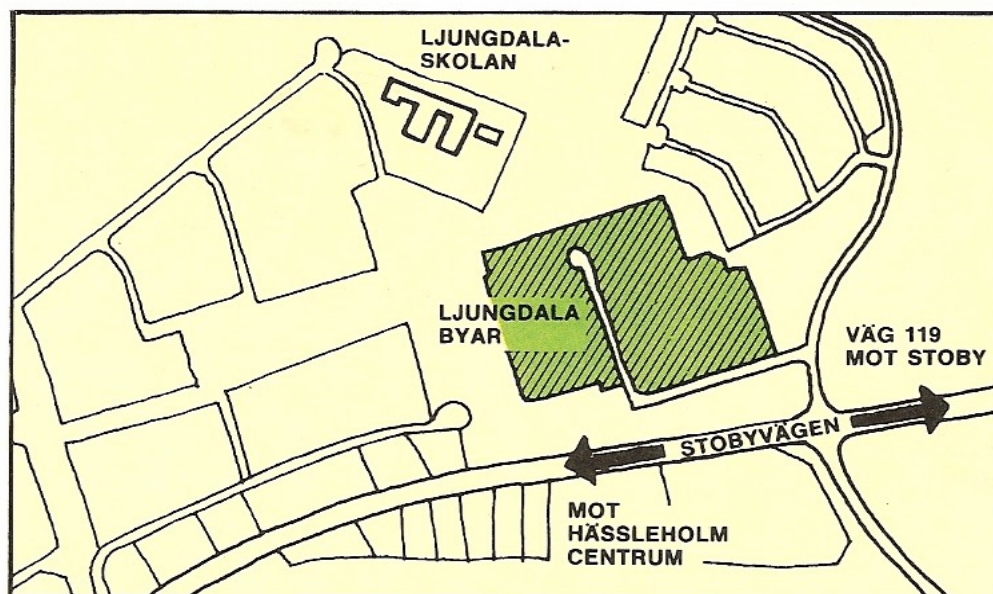 LJUNGDALA-
SKOLAN
LJUNGDALA
BYAR
VÄG 119
MOT STOBY
STOBYVÄGEN
MOT
HÄSSLEHOLM
CENTRUM